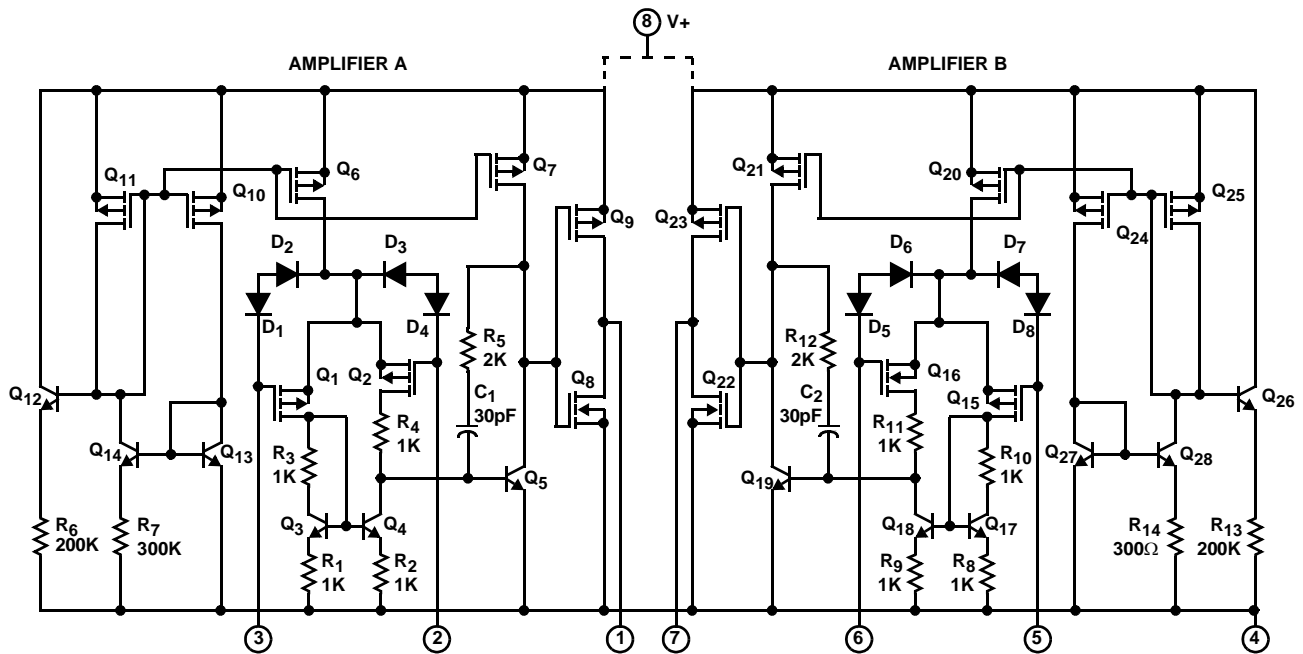 8 V+
AMPLIFIER A
AMPLIFIER B
Q11
Q10
Q6
Q7
Q21
Q20
Q24
Q25
Q9
Q23
D2
D3
D6
D7
D1
D4
D5
D8
R5
2K
R12
2K
Q1
Q2
C1
30pF
Q8
Q22
C2
30pF
Q16
Q15
Q12
Q26
R4
1K
R11
1K
Q14
Q13
R3
1K
Q5
Q19
R10
1K
Q27
Q28
Q3
Q4
Q18
Q17
R6
200K
R7
300K
R14
300Ω
R13
200K
R1
1K
R2
1K
R9
1K
R8
1K
3
2
1
7
6
5
4